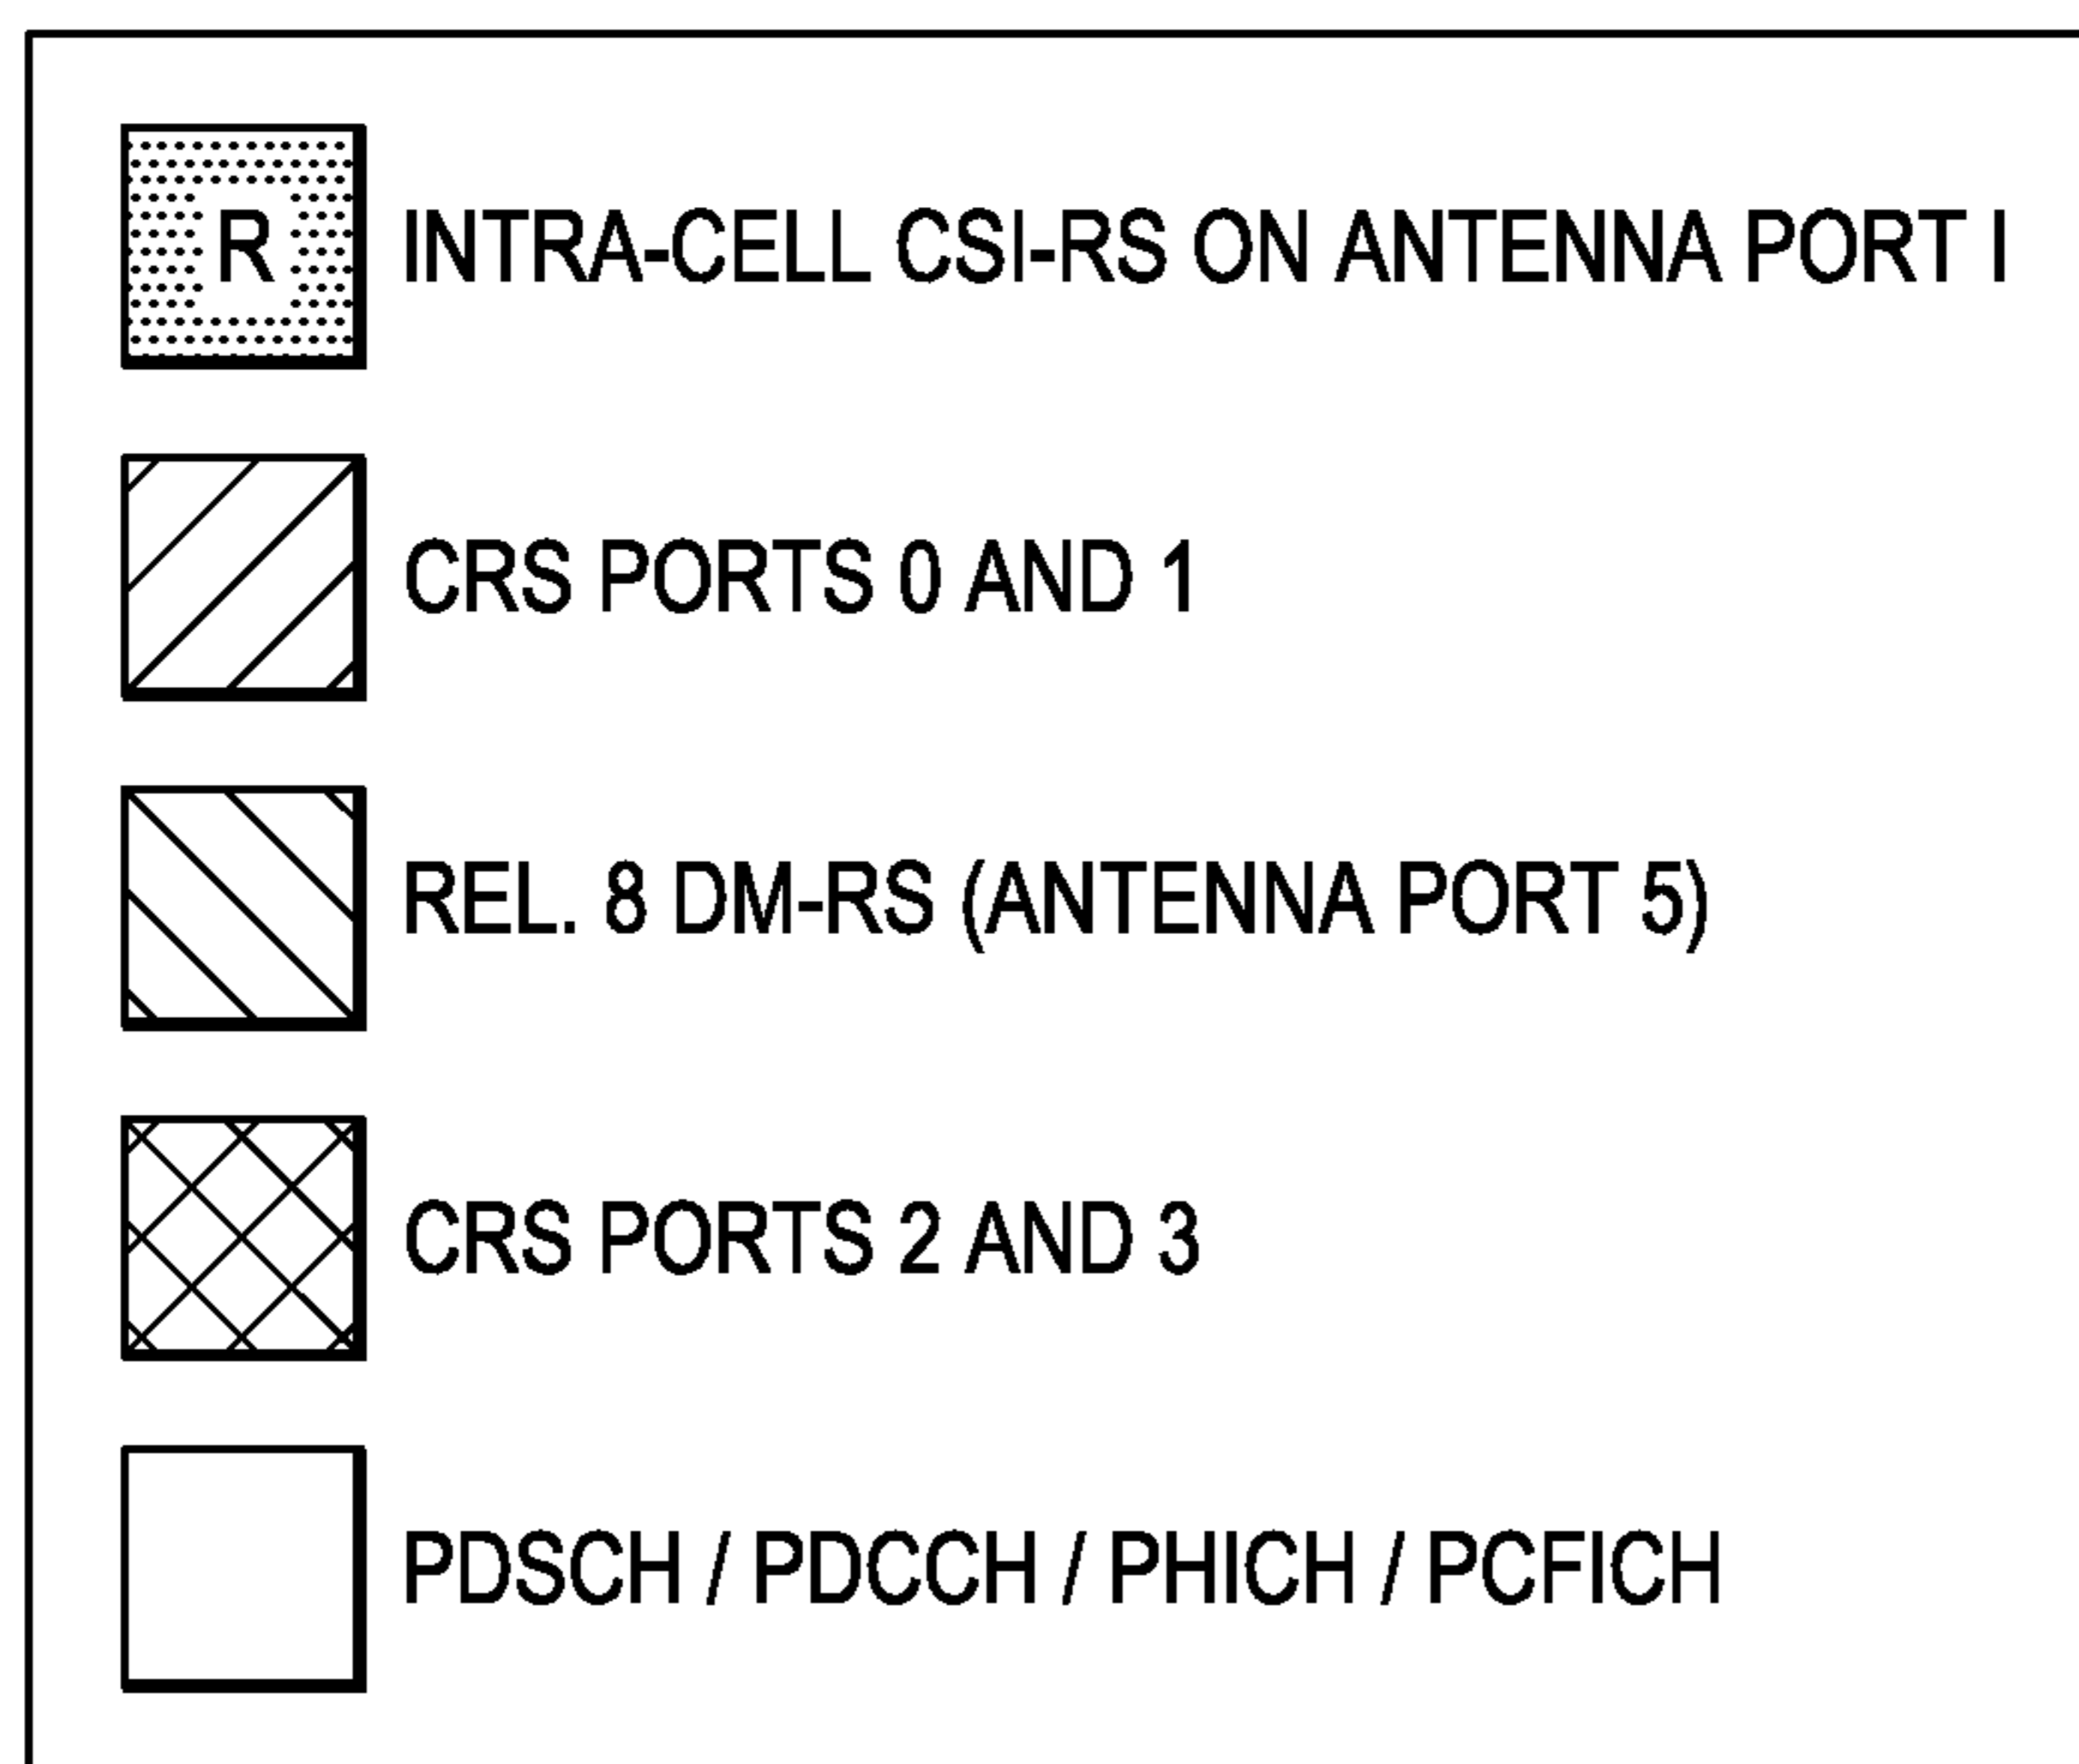 R INTRA-CELL CSI-RS ON ANTENNA PORT I
CRS PORTS 0 AND 1
REL. 8 DM-RS (ANTENNA PORT 5)
CRS PORTS 2 AND 3
PDSCH / PDCCH / PHICH / PCFICH